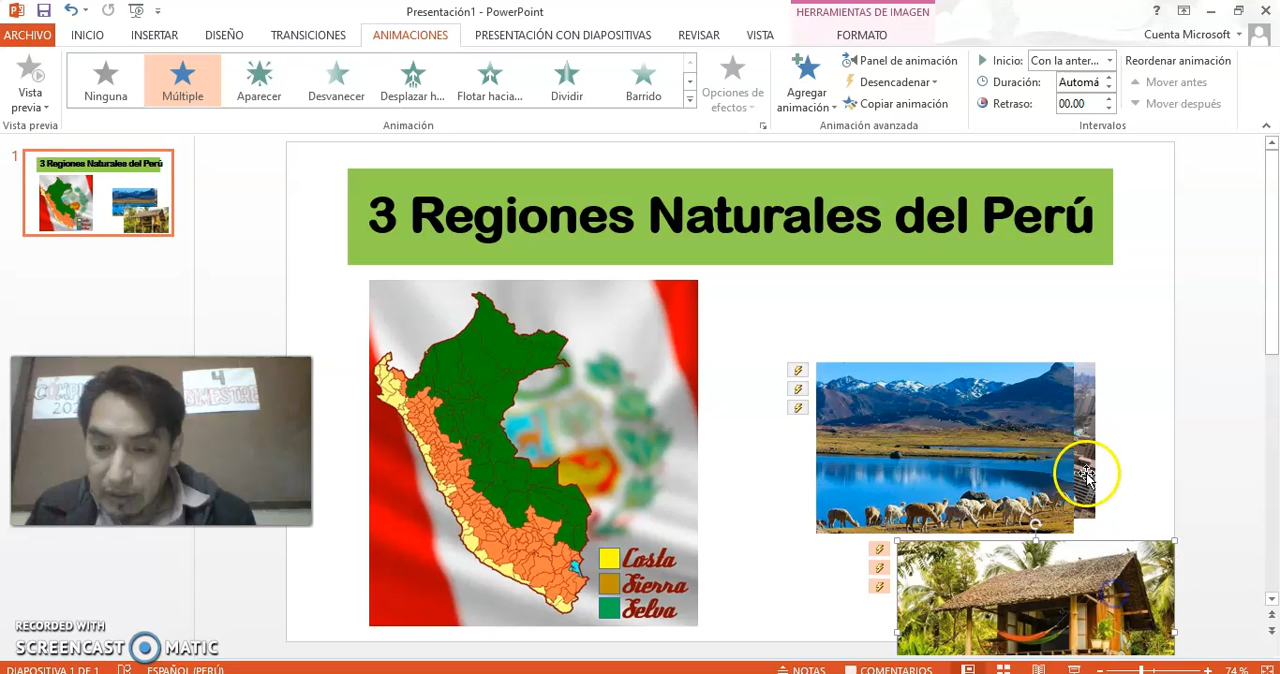 Presentación1 - PowerPoint
HERRAMIENTAS DE IMAGEN
?
ARCHIVO INICIO INSERTAR DISEÑO TRANSICIONES ANIMACIONES PRESENTACIÓN CON DIAPOSITIVAS REVISAR VISTA FORMATO Cuenta Microsoft
Vista previa
Ninguna Múltiple Aparecer Desvanecer Desplazar h... Flotar hacia... Dividir Barrido
Opciones de efectos
Agregar animación
Panel de animación
Desencadenar
Copiar animación
Inicio: Con la anter...
Duración: Automá
Retraso: 00.00
Reordenar animación
Mover antes
Mover después
Vista previa Animación Animación avanzada Intervalos
1
3 Regiones Naturales del Perú
3 Regiones Naturales del Perú
4
Costa
Sierra
Selva
RECORDED WITH
SCREENCAST MATIC
DIAPOSITIVA 1 DE 1 ESPAÑOL (PERÚ) NOTAS COMENTARIOS 74 %